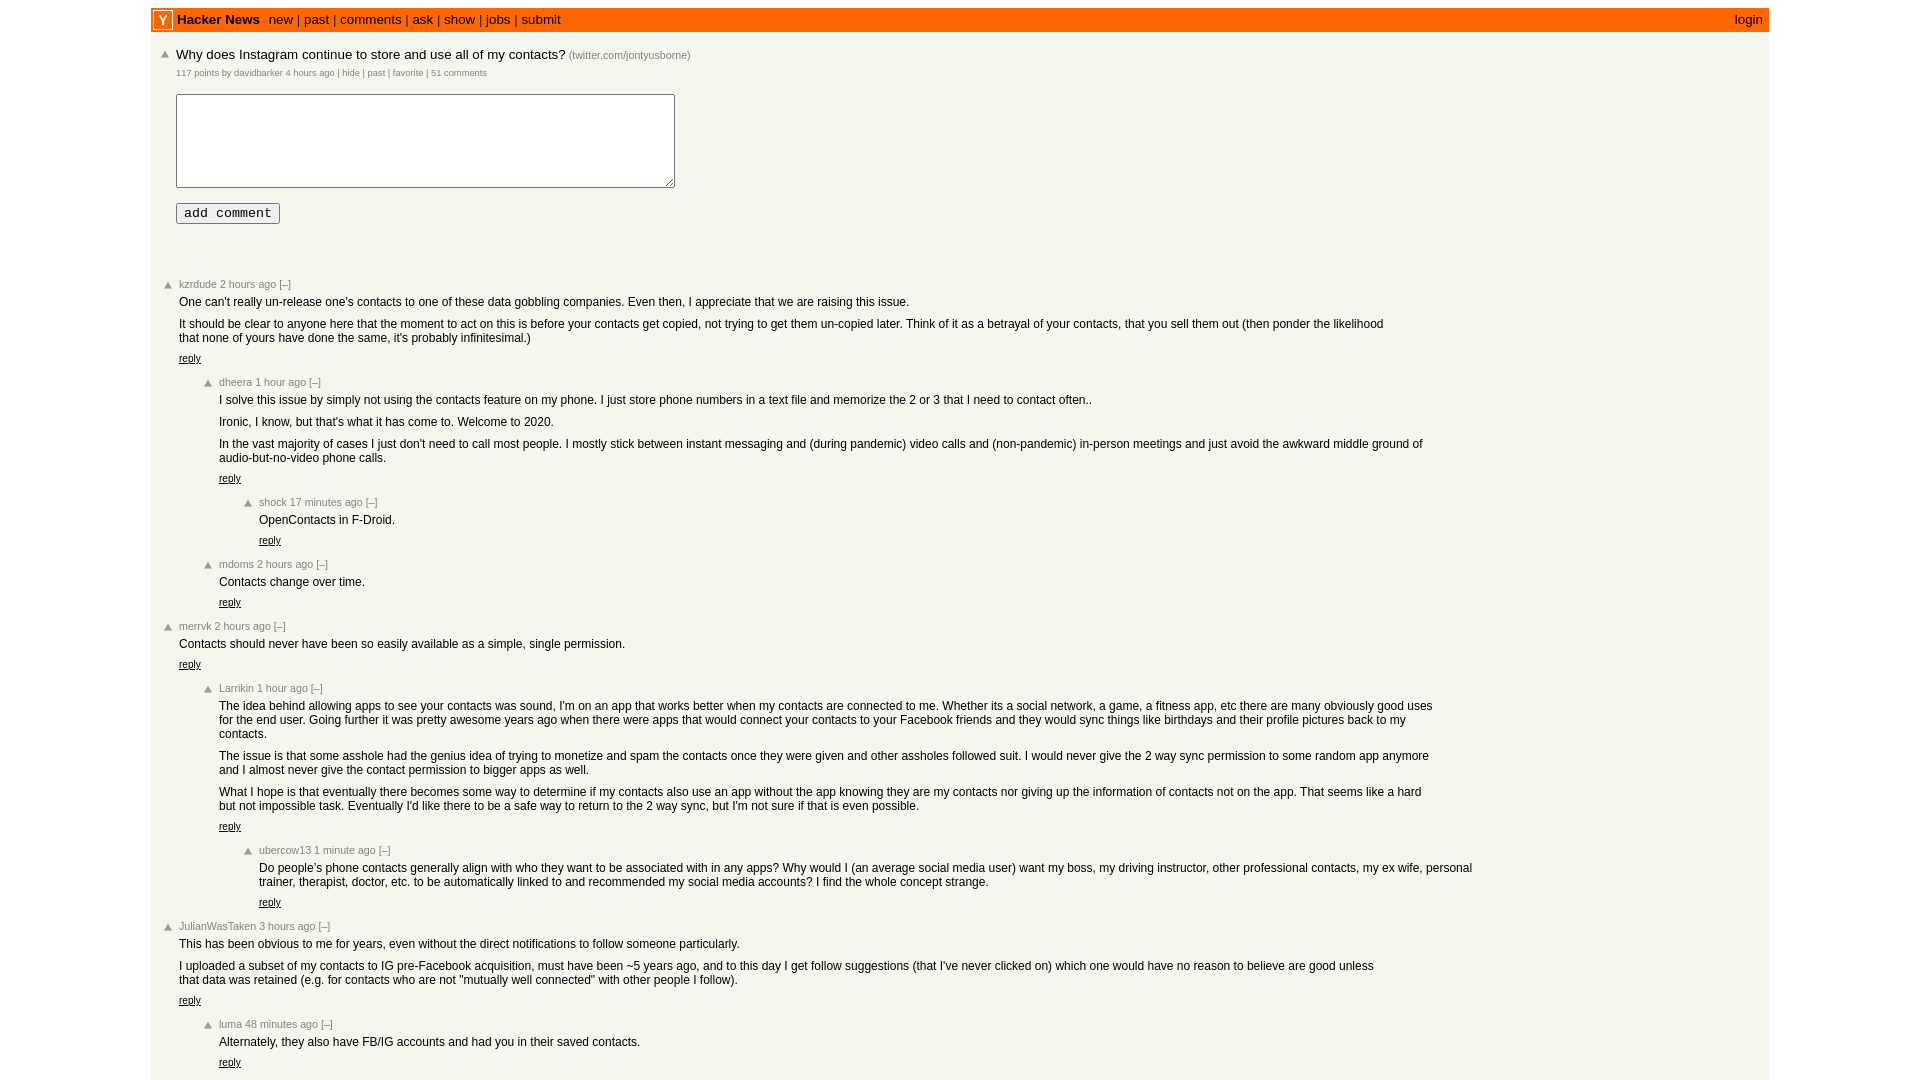 Y Hacker News new | past | comments | ask | show | jobs | submit login
Why does Instagram continue to store and use all of my contacts? (twitter.com/jontyusborne)
117 points by davidbarker 4 hours ago | hide | past | favorite | 51 comments
add comment
kzrdude 2 hours ago [–]
One can't really un-release one's contacts to one of these data gobbling companies. Even then, I appreciate that we are raising this issue.
It should be clear to anyone here that the moment to act on this is before your contacts get copied, not trying to get them un-copied later. Think of it as a betrayal of your contacts, that you sell them out (then ponder the likelihood
that none of yours have done the same, it's probably infinitesimal.)
reply
dheera 1 hour ago [–]
I solve this issue by simply not using the contacts feature on my phone. I just store phone numbers in a text file and memorize the 2 or 3 that I need to contact often..
Ironic, I know, but that's what it has come to. Welcome to 2020.
In the vast majority of cases I just don't need to call most people. I mostly stick between instant messaging and (during pandemic) video calls and (non-pandemic) in-person meetings and just avoid the awkward middle ground of
audio-but-no-video phone calls.
reply
shock 17 minutes ago [–]
OpenContacts in F-Droid.
reply
mdoms 2 hours ago [–]
Contacts change over time.
reply
merrvk 2 hours ago [–]
Contacts should never have been so easily available as a simple, single permission.
reply
Larrikin 1 hour ago [–]
The idea behind allowing apps to see your contacts was sound, I'm on an app that works better when my contacts are connected to me. Whether its a social network, a game, a fitness app, etc there are many obviously good uses
for the end user. Going further it was pretty awesome years ago when there were apps that would connect your contacts to your Facebook friends and they would sync things like birthdays and their profile pictures back to my
contacts.
The issue is that some asshole had the genius idea of trying to monetize and spam the contacts once they were given and other assholes followed suit. I would never give the 2 way sync permission to some random app anymore
and I almost never give the contact permission to bigger apps as well.
What I hope is that eventually there becomes some way to determine if my contacts also use an app without the app knowing they are my contacts nor giving up the information of contacts not on the app. That seems like a hard
but not impossible task. Eventually I'd like there to be a safe way to return to the 2 way sync, but I'm not sure if that is even possible.
reply
ubercow13 1 minute ago [–]
Do people’s phone contacts generally align with who they want to be associated with in any apps? Why would I (an average social media user) want my boss, my driving instructor, other professional contacts, my ex wife, personal
trainer, therapist, doctor, etc. to be automatically linked to and recommended my social media accounts? I find the whole concept strange.
reply
JulianWasTaken 3 hours ago [–]
This has been obvious to me for years, even without the direct notifications to follow someone particularly.
I uploaded a subset of my contacts to IG pre-Facebook acquisition, must have been ~5 years ago, and to this day I get follow suggestions (that I've never clicked on) which one would have no reason to believe are good unless
that data was retained (e.g. for contacts who are not "mutually well connected" with other people I follow).
reply
luma 48 minutes ago [–]
Alternately, they also have FB/IG accounts and had you in their saved contacts.
reply